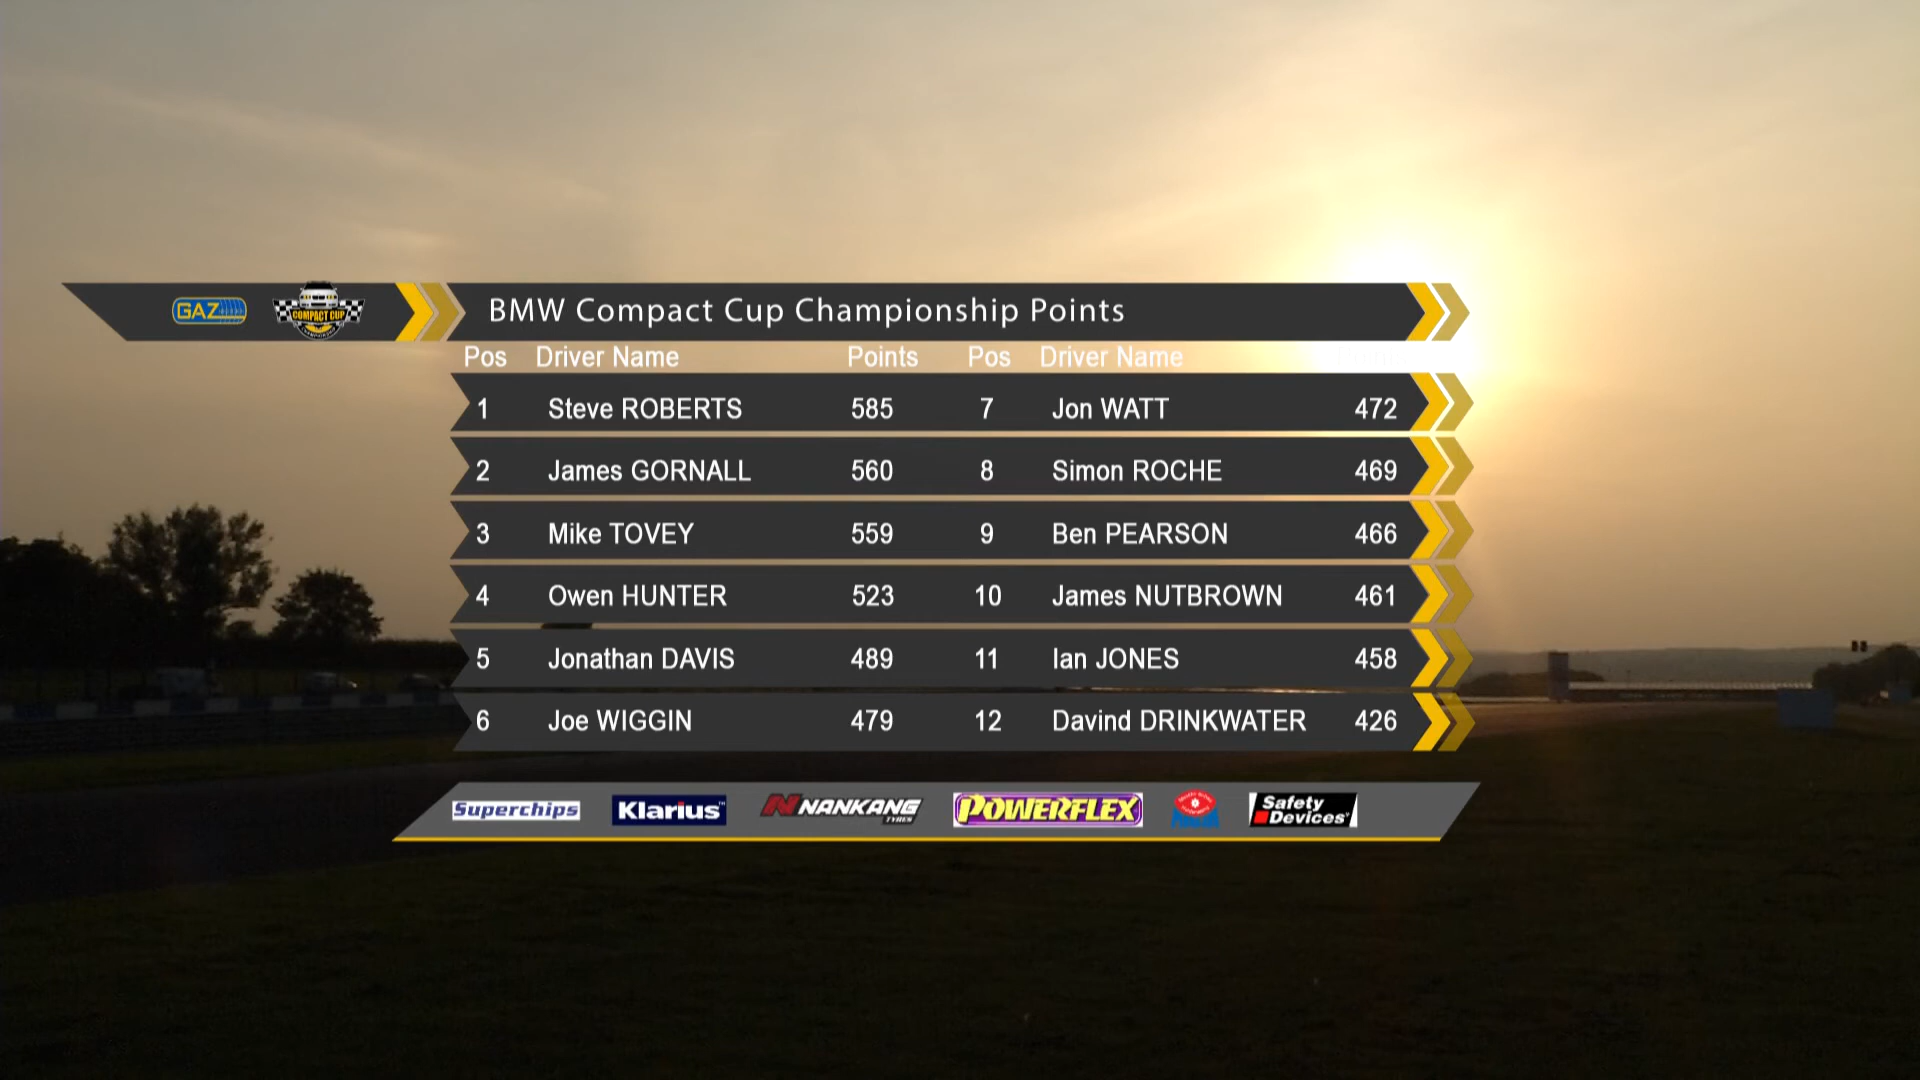 GAZ
COMPACT CUP
BMW Compact Cup Championship Points
Pos Driver Name Points Pos Driver Name
1 Steve ROBERTS 585 7 Jon WATT 472
2 James GORNALL 560 8 Simon ROCHE 469
3 Mike TOVEY 559 9 Ben PEARSON 466
4 Owen HUNTER 523 10 James NUTBROWN 461
5 Jonathan DAVIS 489 11 Ian JONES 458
6 Joe WIGGIN 479 12 Davind DRINKWATER 426
Superchips Klarius™ NANKANG TYRES POWERFLEX Safety Devices